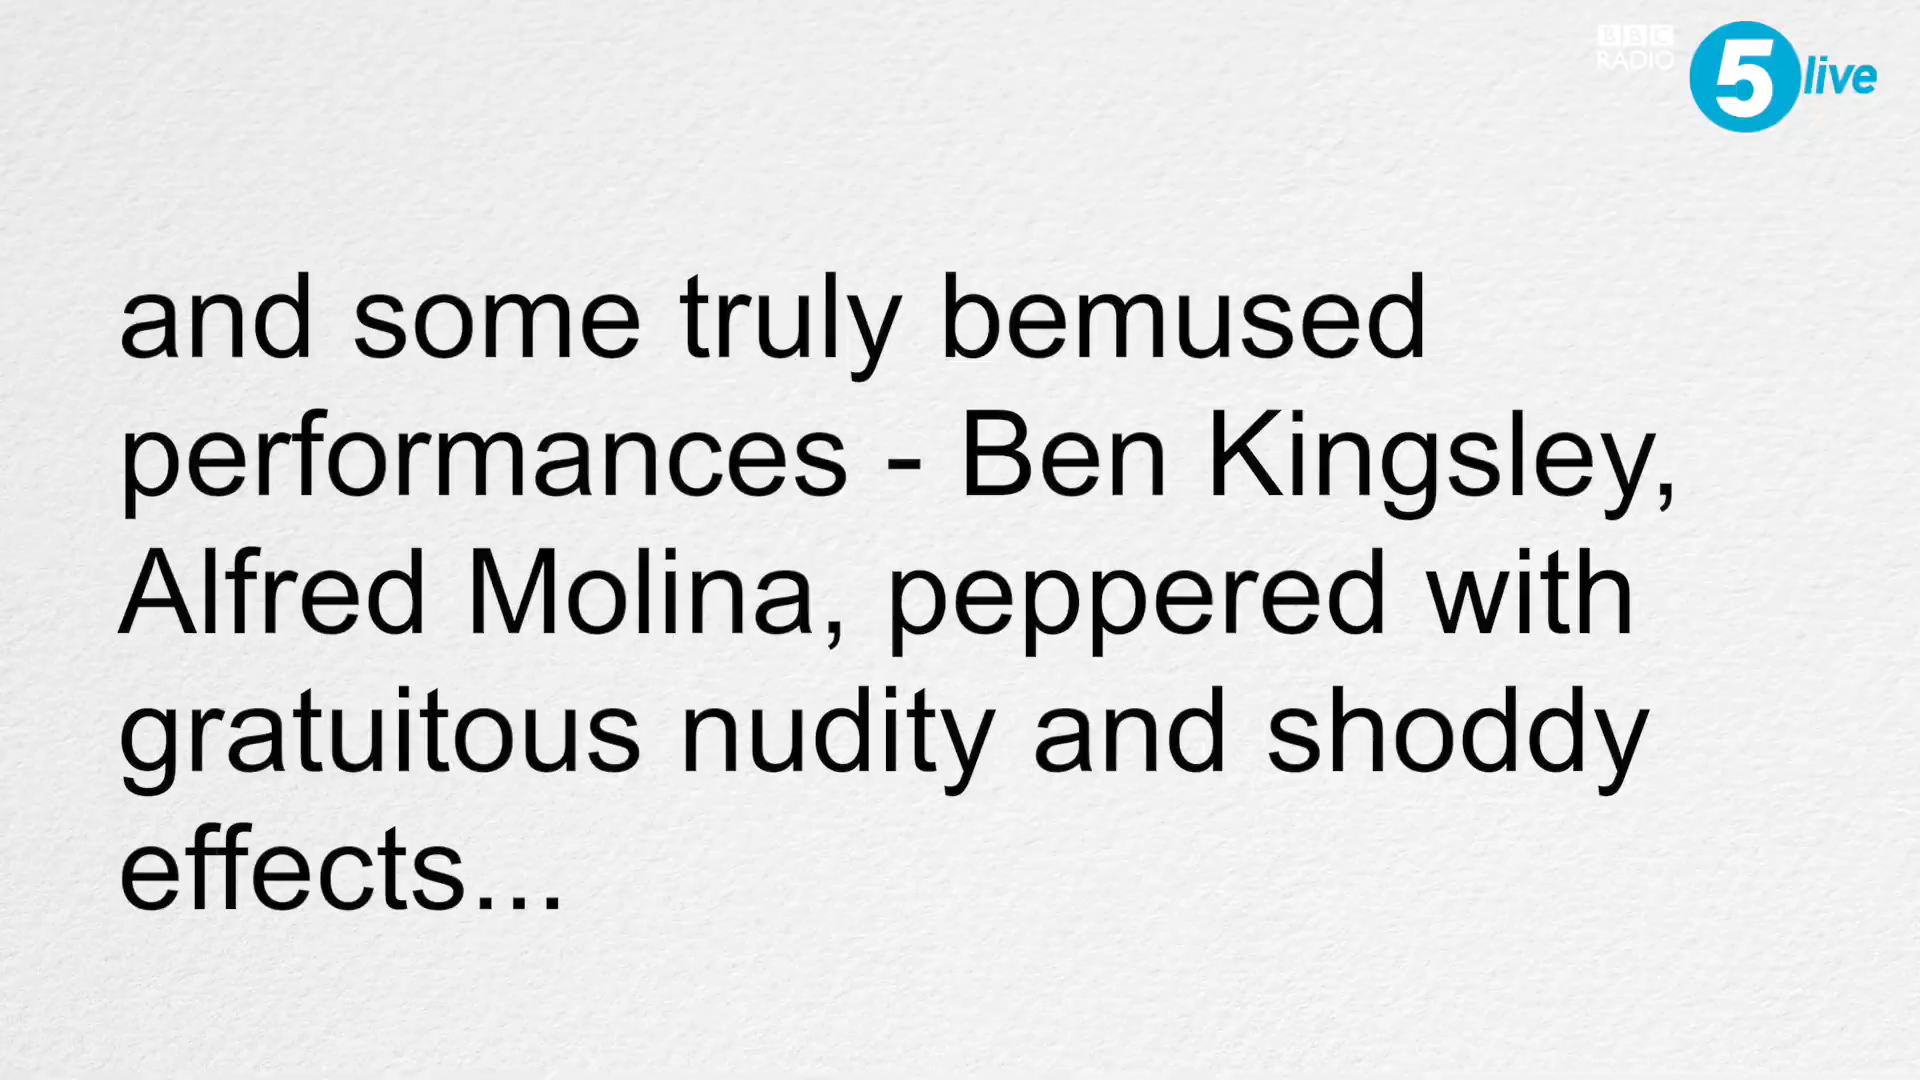 BBC
RADIO
5 live
and some truly bemused
performances - Ben Kingsley,
Alfred Molina, peppered with
gratuitous nudity and shoddy
effects...